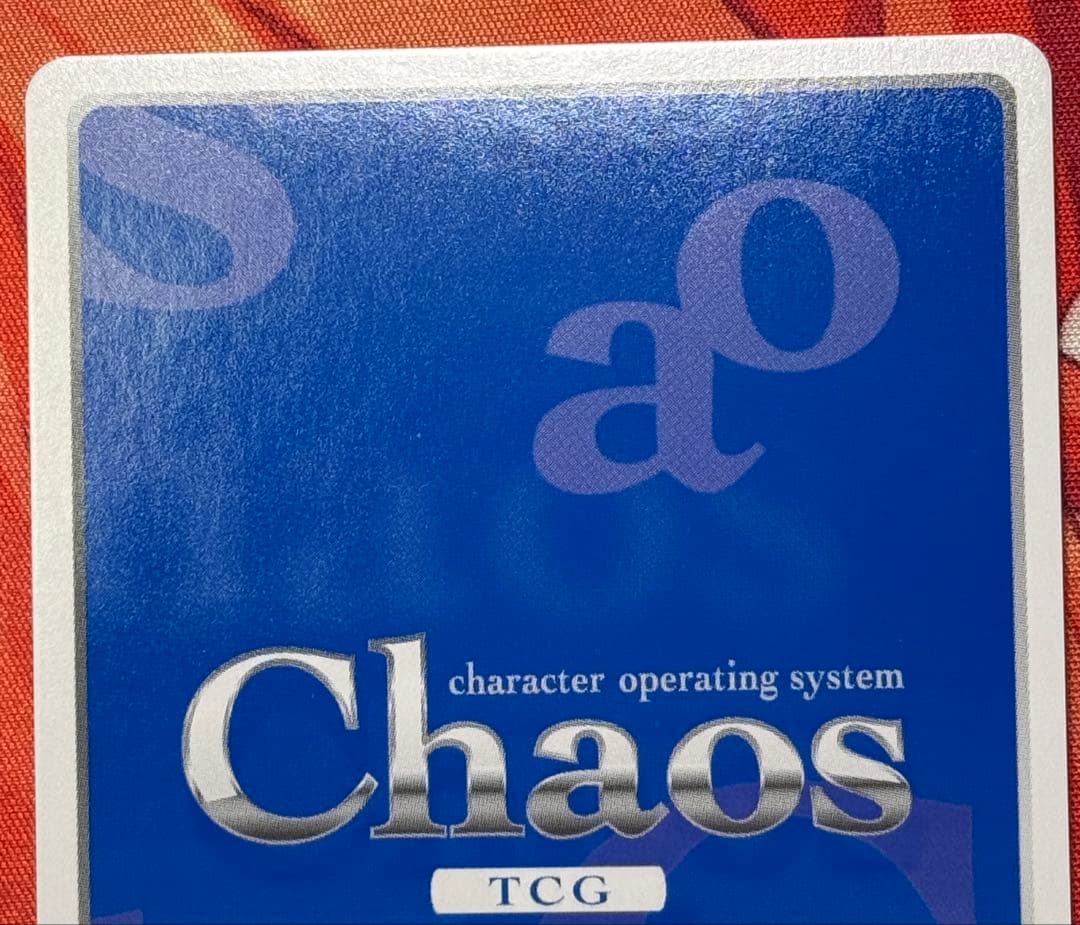 s
o
a
character operating system
Chaos
TCG